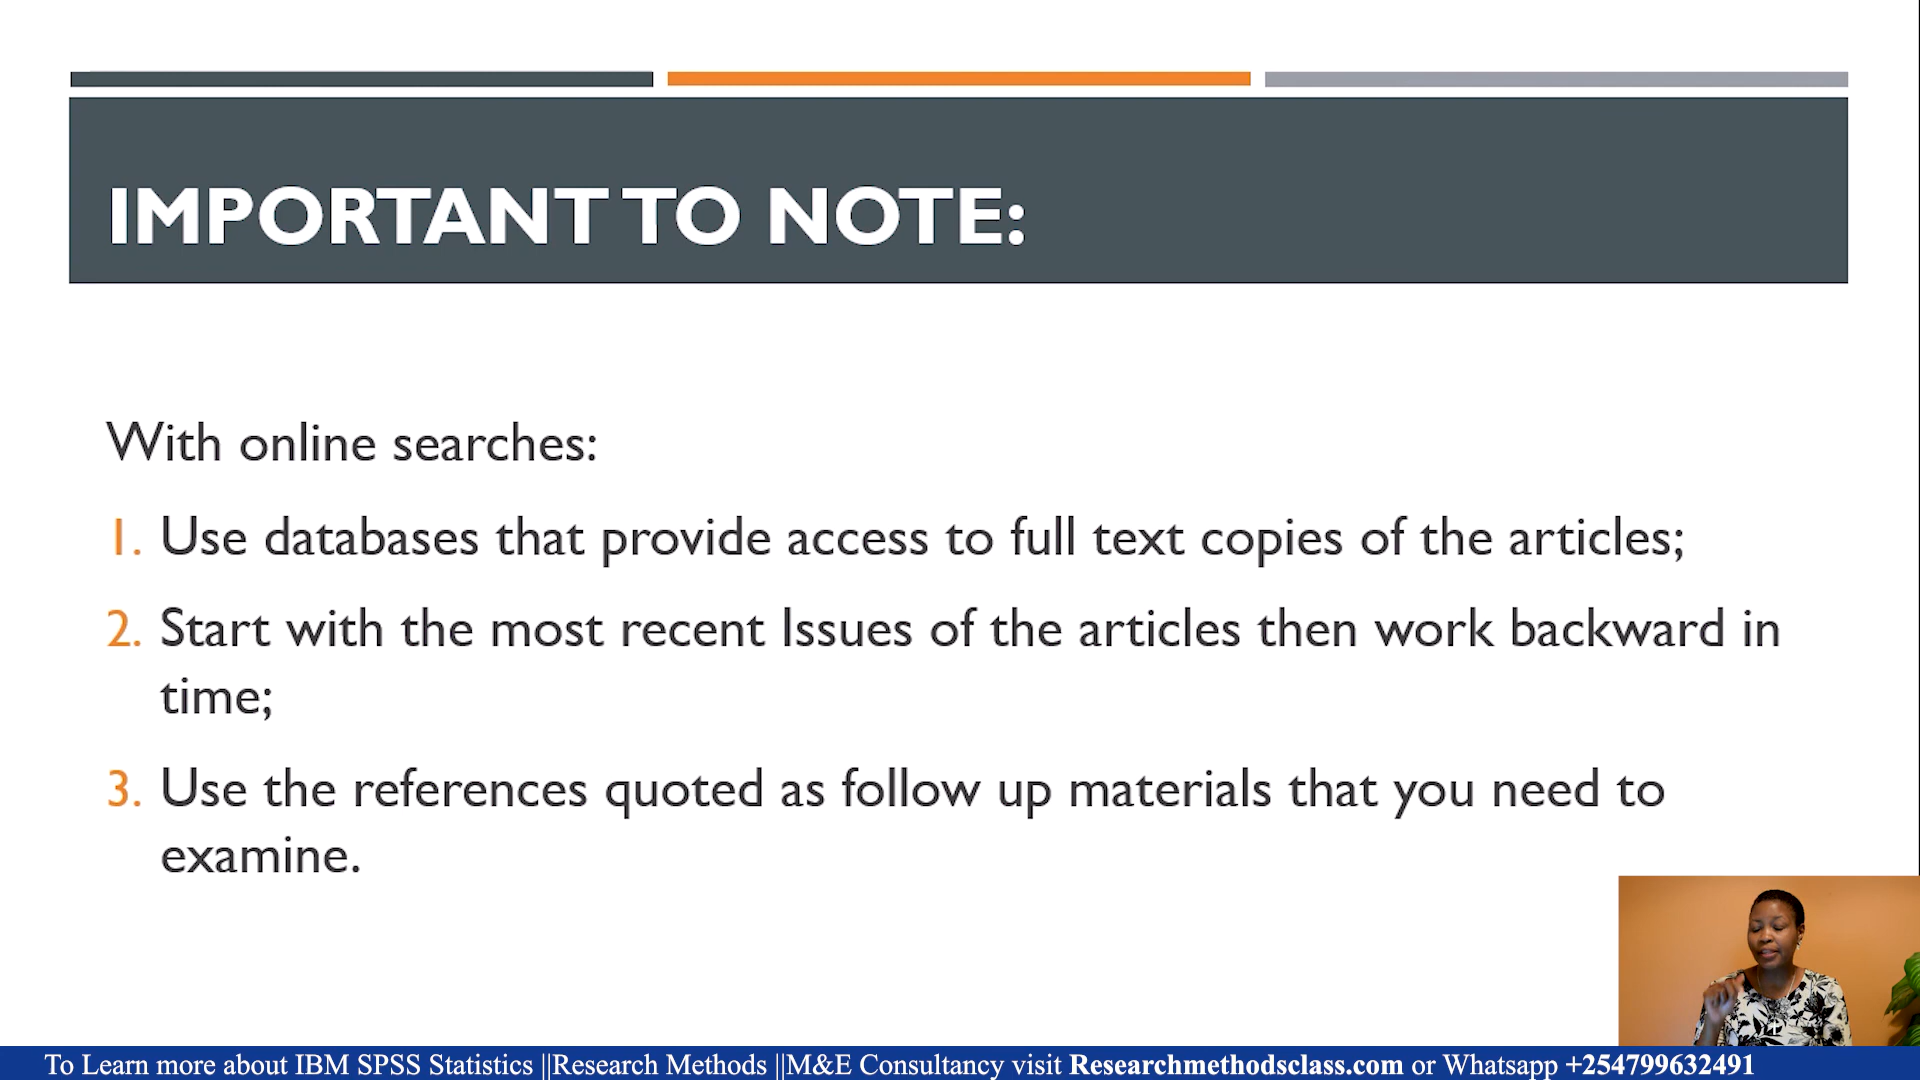 IMPORTANT TO NOTE:
With online searches:
1. Use databases that provide access to full text copies of the articles;
2. Start with the most recent Issues of the articles then work backward in
time;
3. Use the references quoted as follow up materials that you need to
examine.
To Learn more about IBM SPSS Statistics ||Research Methods ||M&E Consultancy visit Researchmethodsclass.com or Whatsapp +254799632491